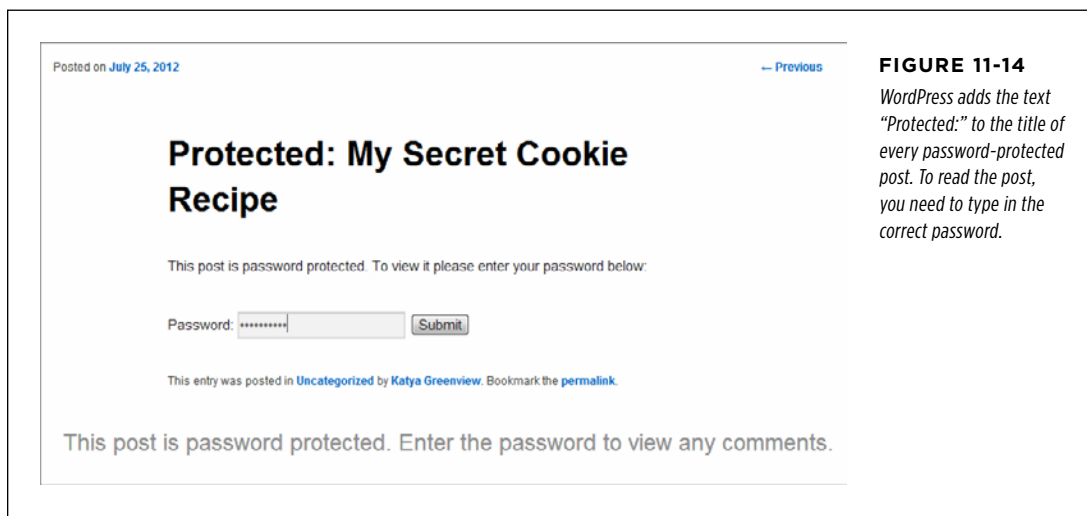 Posted on July 25, 2012
← Previous
Protected: My Secret Cookie
Recipe
This post is password protected. To view it please enter your password below:
Password: ••••••••••
Submit
This entry was posted in Uncategorized by Katya Greenview. Bookmark the permalink.
This post is password protected. Enter the password to view any comments.
FIGURE 11-14
WordPress adds the text
“Protected:” to the title of
every password-protected
post. To read the post,
you need to type in the
correct password.